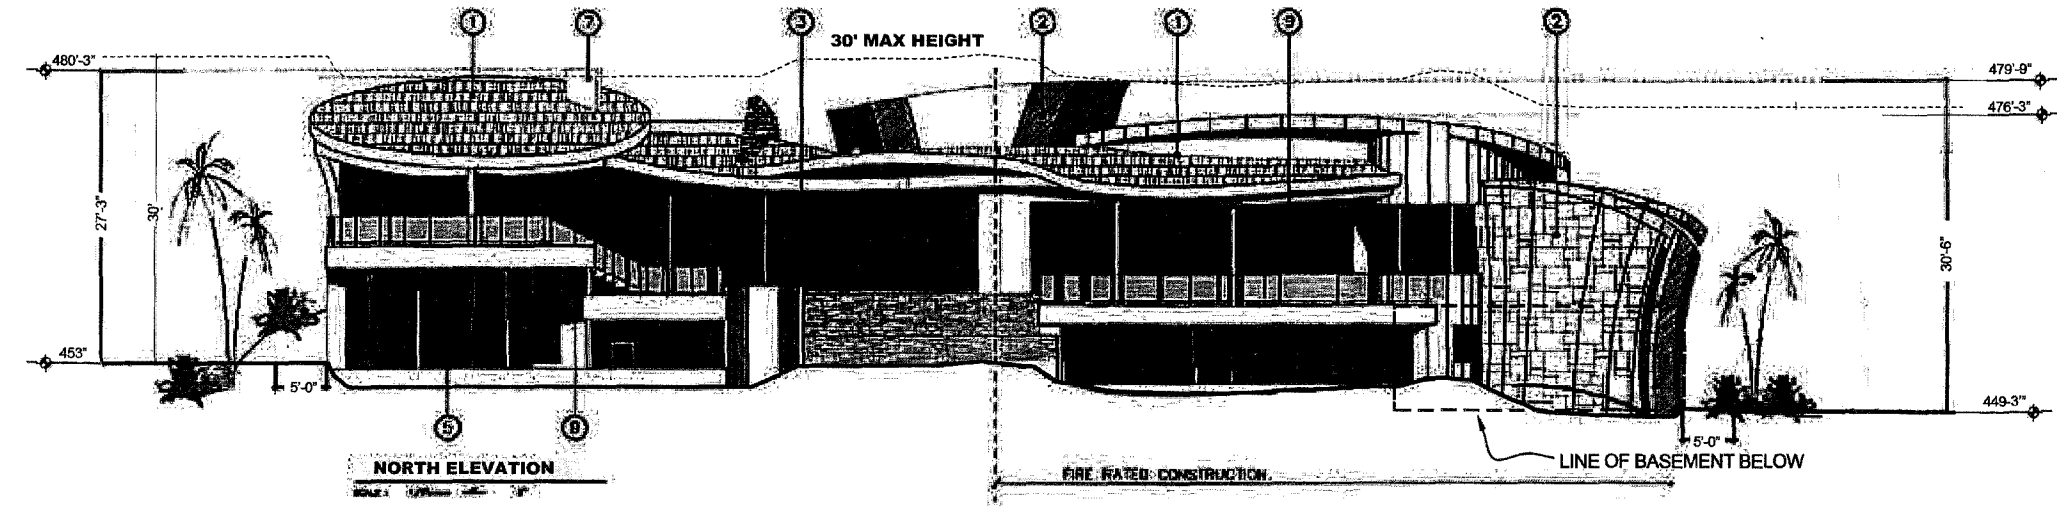 1 7 3 2 1 9 2
30' MAX HEIGHT
480'-3"
479'-9"
476'-3"
27'-3"
30'
30'-6"
453"
449-3'"
5'-0"
5'-0"
5
NORTH ELEVATION
SCALE:
LINE OF BASEMENT BELOW
FIRE RATED CONSTRUCTION.